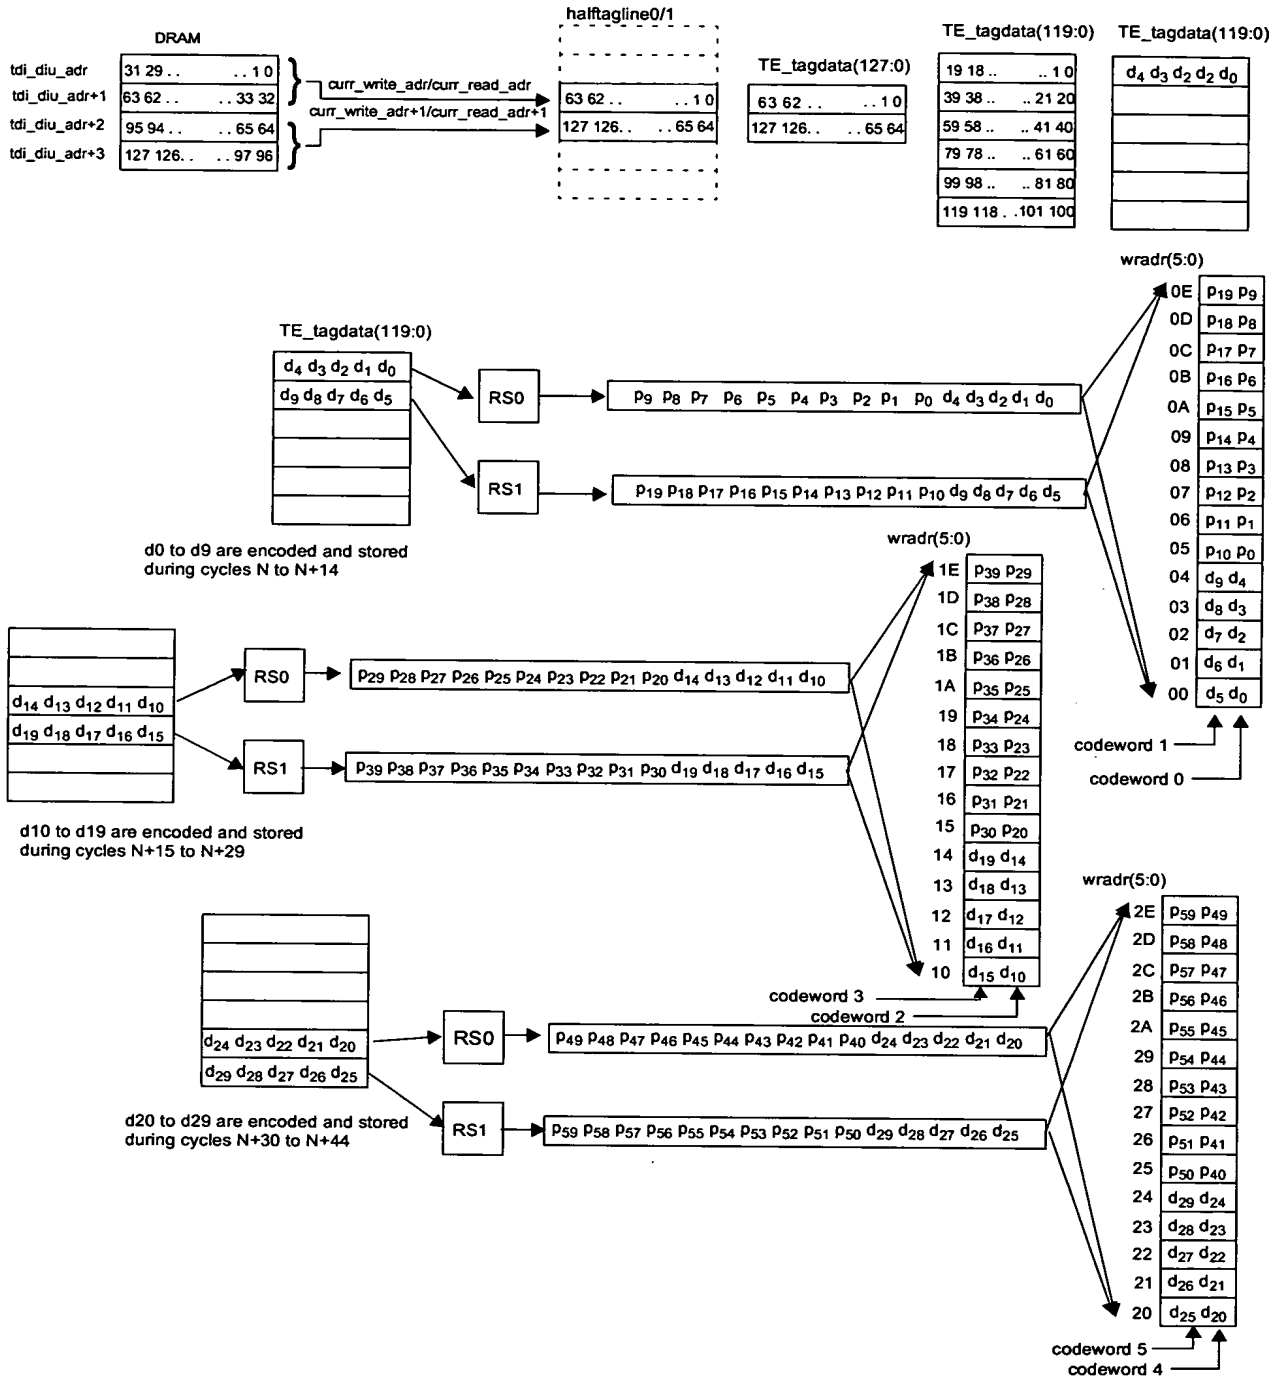 halftagline0/1
DRAM
TE_tagdata(119:0)
TE_tagdata(119:0)
tdi_diu_adr
31 29 . . . . 1 0
tdi_diu_adr+1
63 62 . . . . 33 32
tdi_diu_adr+2
95 94 . . . . 65 64
tdi_diu_adr+3
127 126. . . . 97 96
curr_write_adr/curr_read_adr
curr_write_adr+1/curr_read_adr+1
63 62 . . . . 1 0
127 126. . . . 65 64
TE_tagdata(127:0)
63 62 . . . . 1 0
127 126. . . . 65 64
19 18 . . . . 1 0
39 38 . . . . 21 20
59 58 . . . . 41 40
79 78 . . . . 61 60
99 98 . . . . 81 80
119 118 . . 101 100
d4 d3 d2 d2 d0
TE_tagdata(119:0)
d4 d3 d2 d1 d0
d9 d8 d7 d6 d5
RS0
p9 p8 p7 p6 p5 p4 p3 p2 p1 p0 d4 d3 d2 d1 d0
RS1
p19 p18 p17 p16 p15 p14 p13 p12 p11 p10 d9 d8 d7 d6 d5
d0 to d9 are encoded and stored
during cycles N to N+14
wradr(5:0)
0E p19 p9
0D p18 p8
0C p17 p7
0B p16 p6
0A p15 p5
09 p14 p4
08 p13 p3
07 p12 p2
06 p11 p1
05 p10 p0
04 d9 d4
03 d8 d3
02 d7 d2
01 d6 d1
00 d5 d0
codeword 1
codeword 0
d14 d13 d12 d11 d10
d19 d18 d17 d16 d15
RS0
p29 p28 p27 p26 p25 p24 p23 p22 p21 p20 d14 d13 d12 d11 d10
RS1
p39 p38 p37 p36 p35 p34 p33 p32 p31 p30 d19 d18 d17 d16 d15
d10 to d19 are encoded and stored
during cycles N+15 to N+29
wradr(5:0)
1E p39 p29
1D p38 p28
1C p37 p27
1B p36 p26
1A p35 p25
19 p34 p24
18 p33 p23
17 p32 p22
16 p31 p21
15 p30 p20
14 d19 d14
13 d18 d13
12 d17 d12
11 d16 d11
10 d15 d10
codeword 3
codeword 2
d24 d23 d22 d21 d20
d29 d28 d27 d26 d25
RS0
p49 p48 p47 p46 p45 p44 p43 p42 p41 p40 d24 d23 d22 d21 d20
RS1
p59 p58 p57 p56 p55 p54 p53 p52 p51 p50 d29 d28 d27 d26 d25
d20 to d29 are encoded and stored
during cycles N+30 to N+44
wradr(5:0)
2E p59 p49
2D p58 p48
2C p57 p47
2B p56 p46
2A p55 p45
29 p54 p44
28 p53 p43
27 p52 p42
26 p51 p41
25 p50 p40
24 d29 d24
23 d28 d23
22 d27 d22
21 d26 d21
20 d25 d20
codeword 5
codeword 4